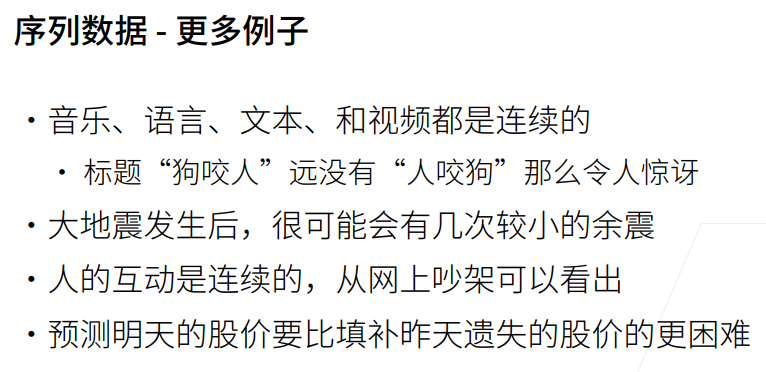 序列数据 - 更多例子
• 音乐、语言、文本、和视频都是连续的
• 标题“狗咬人”远没有“人咬狗”那么令人惊讶
• 大地震发生后，很可能会有几次较小的余震
• 人的互动是连续的，从网上吵架可以看出
• 预测明天的股价要比填补昨天遗失的股价的更困难